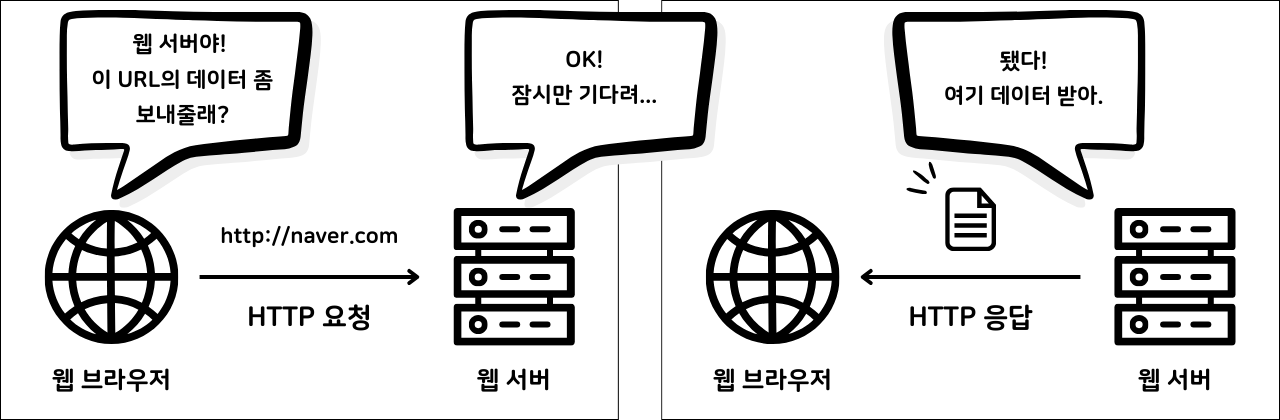 웹 서버야!
이 URL의 데이터 좀
보내줄래?
OK!
잠시만 기다려...
http://naver.com
HTTP 요청
웹 브라우저
웹 서버
됐다!
여기 데이터 받아.
HTTP 응답
웹 브라우저
웹 서버